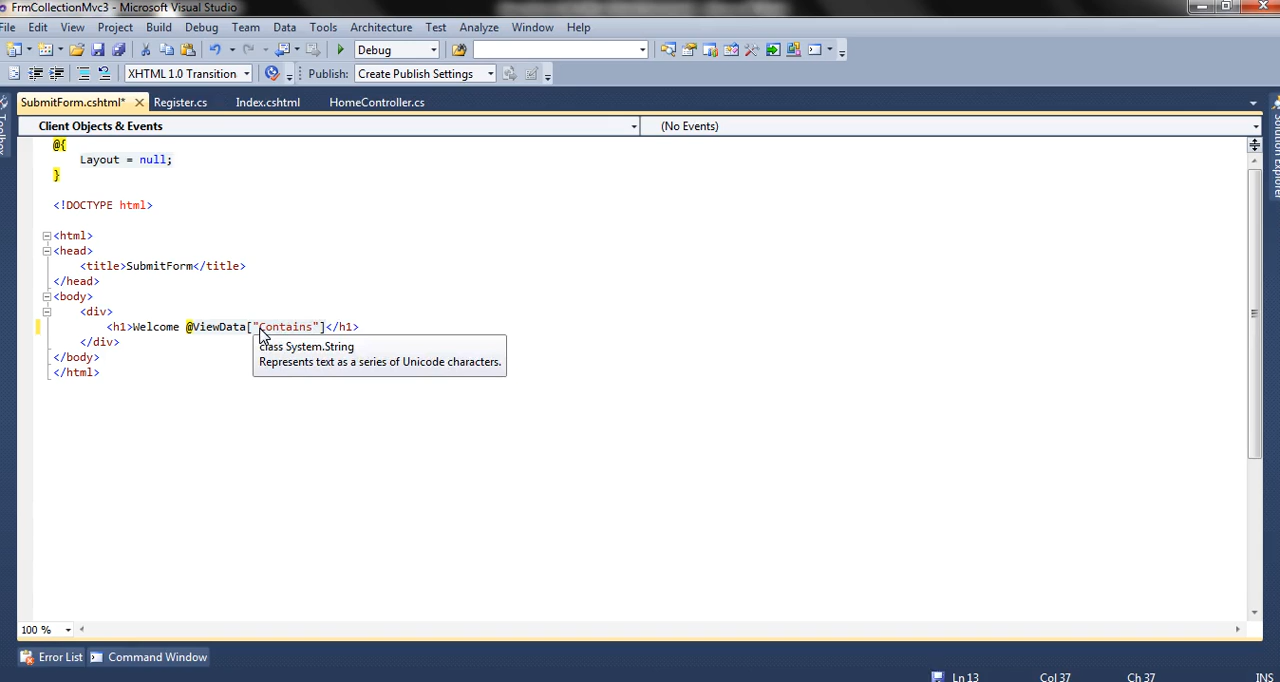 FrmCollectionMvc3 - Microsoft Visual Studio
File Edit View Project Build Debug Team Data Tools Architecture Test Analyze Window Help
Debug
XHTML 1.0 Transition Publish: Create Publish Settings
SubmitForm.cshtml* Register.cs Index.cshtml HomeController.cs
Client Objects & Events (No Events)
@{
Layout = null;
}
<!DOCTYPE html>
<html>
<head>
<title>SubmitForm</title>
</head>
<body>
<div>
<h1>Welcome @ViewData["Contains"]</h1>
</div>
</body>
</html>
class System.String
Represents text as a series of Unicode characters.
Toolbox
Solution Explorer
100 %
Error List Command Window
Ln 13 Col 37 Ch 37 INS